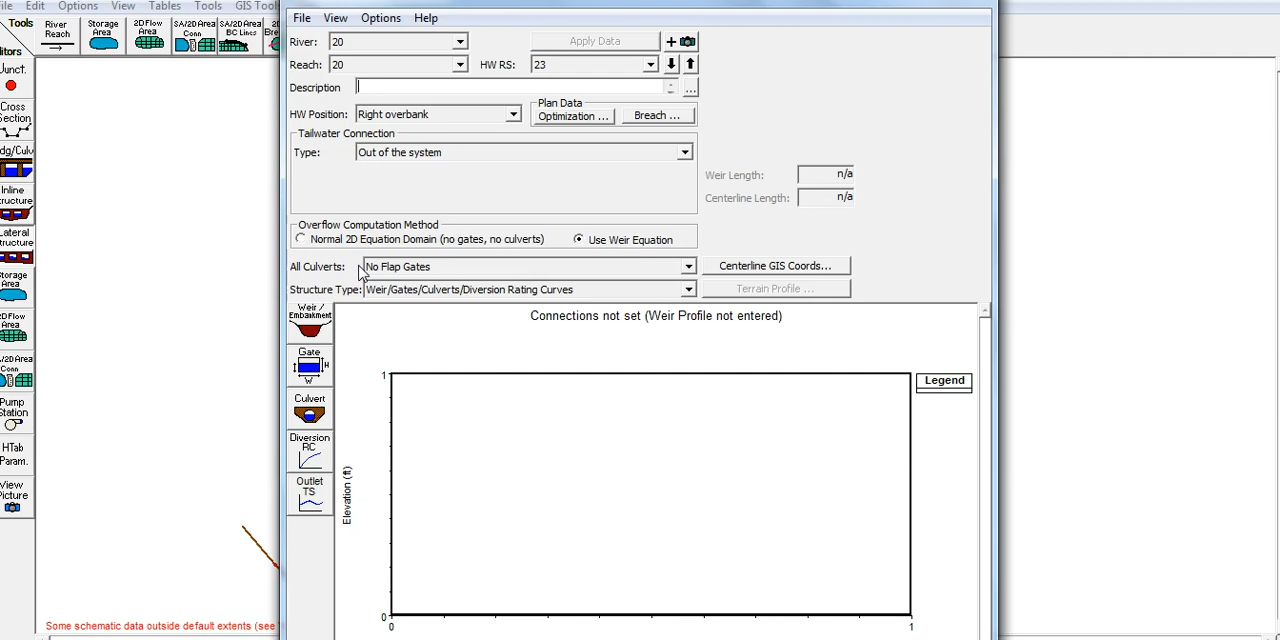 File Edit Options View Tables Tools GIS Tools
File View Options Help
Tools
River
Reach
Storage
Area
2D Flow
Area
SA/2D Area
Conn
SA/2D Area
BC Lines
River: 20
Apply Data
Reach: 20 HW RS: 23
Description
...
HW Position: Right overbank
Plan Data
Optimization ... Breach ...
Tailwater Connection
Type: Out of the system
Weir Length: n/a
Centerline Length: n/a
Overflow Computation Method
Normal 2D Equation Domain (no gates, no culverts) Use Weir Equation
All Culverts: No Flap Gates Centerline GIS Coords...
Structure Type: Weir/Gates/Culverts/Diversion Rating Curves Terrain Profile ...
Cross
Section
Inline
Lateral
Storage
Area
2D Flow
Area
Conn
Pump
Station
HTab
Param.
View
Picture
Weir /
Embankment
Gate
H
W
Culvert
Diversion
RC
Outlet
TS
Connections not set (Weir Profile not entered)
Legend
Elevation (ft)
1
0
0 1
Some schematic data outside default extents (see